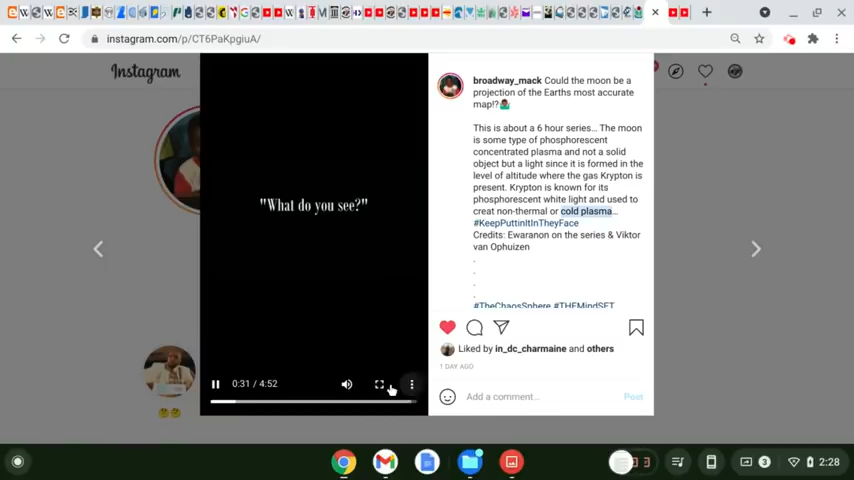 instagram.com/p/CT6PaKpgiuA/
Instagram
broadway_mack Could the moon be a
projection of the Earths most accurate
map!?🤷🏾‍♂️
This is about a 6 hour series... The moon
is some type of phosphorescent
concentrated plasma and not a solid
object but a light since it is formed in the
level of altitude where the gas Krypton is
present. Krypton is known for its
phosphorescent white light and used to
creat non-thermal or cold plasma...
#KeepPuttinItInTheyFace
Credits: Ewaranon on the series & Viktor
van Ophuizen
.
.
.
.
#TheChaosSphere #THEMindSET
"What do you see?"
0:31 / 4:52
Liked by in_dc_charmaine and others
1 DAY AGO
Add a comment... Post
3 2:28